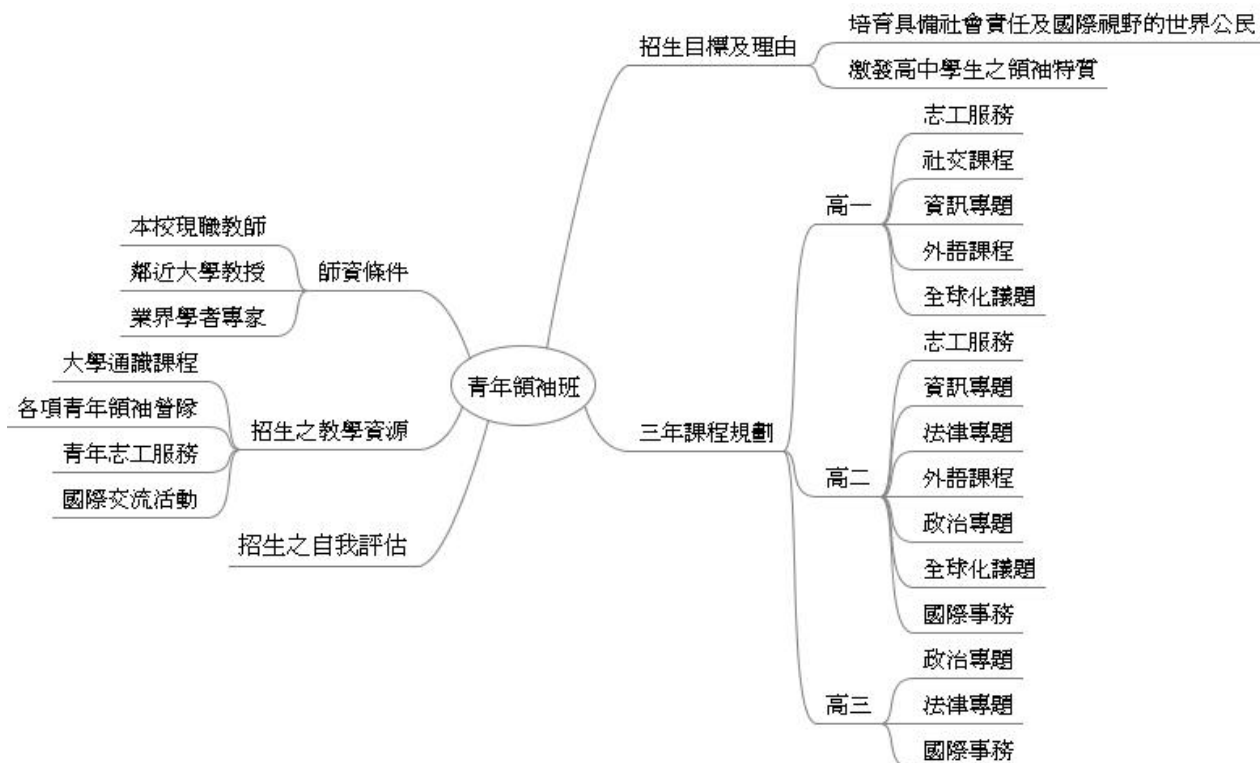 青年領袖班
招生目標及理由
培育具備社會責任及國際視野的世界公民
激發高中學生之領袖特質
三年課程規劃
高一
志工服務
社交課程
資訊專題
外語課程
全球化議題
高二
志工服務
資訊專題
法律專題
外語課程
政治專題
全球化議題
國際事務
高三
政治專題
法律專題
國際事務
師資條件
本校現職教師
鄰近大學教授
業界學者專家
招生之教學資源
大學通識課程
各項青年領袖營隊
青年志工服務
國際交流活動
招生之自我評估